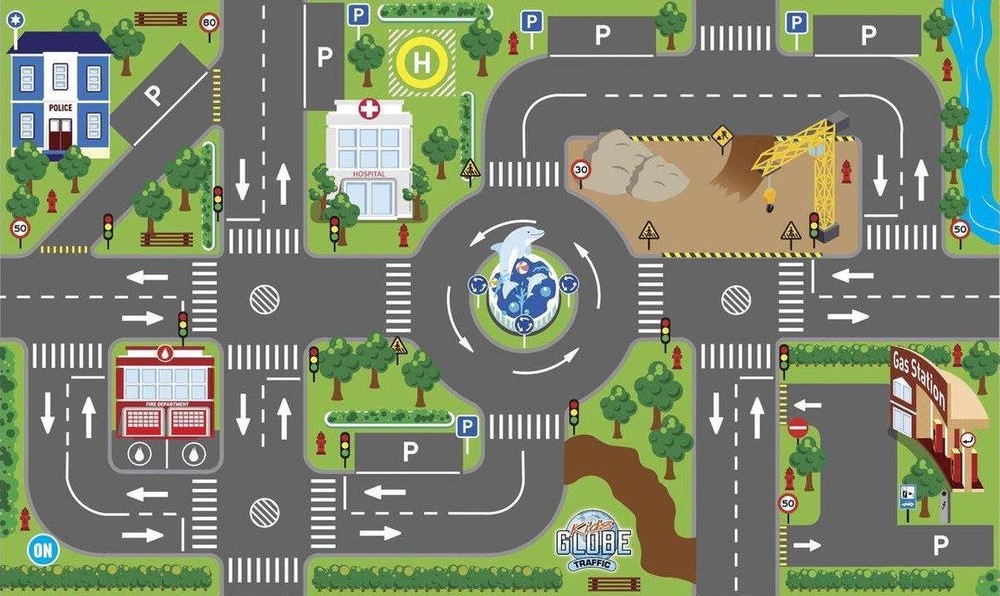 P
P
P
P
P
P
80
H
P
POLICE
30
HOSPITAL
50
50
Gas Station
FIRE DEPARTMENT
P
P
50
Kids
GLOBE
TRAFFIC
ON
P